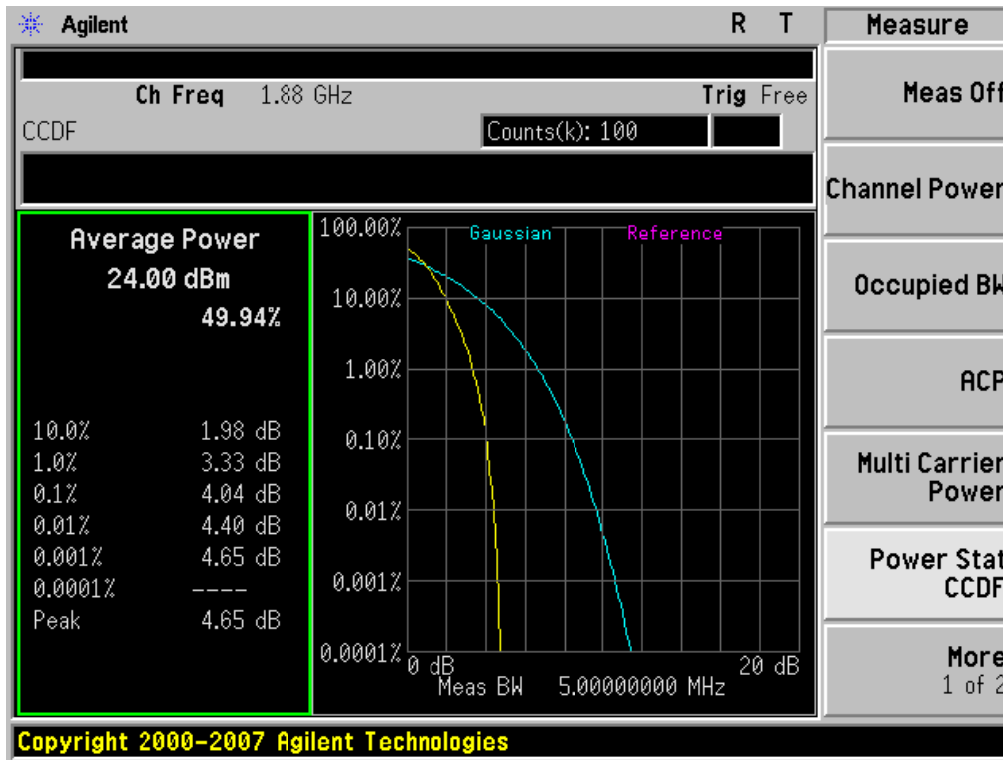 Agilent R T
Ch Freq 1.88 GHz Trig Free
CCDF Counts(k): 100
Average Power
24.00 dBm
49.94%
10.0% 1.98 dB
1.0% 3.33 dB
0.1% 4.04 dB
0.01% 4.40 dB
0.001% 4.65 dB
0.0001% ----
Peak 4.65 dB
Gaussian Reference
100.00%
10.00%
1.00%
0.10%
0.01%
0.001%
0.0001%
0 dB 20 dB
Meas BW 5.00000000 MHz
Measure
Meas Off
Channel Power
Occupied BW
ACP
Multi Carrier
Power
Power Stat
CCDF
More
1 of 2
Copyright 2000-2007 Agilent Technologies